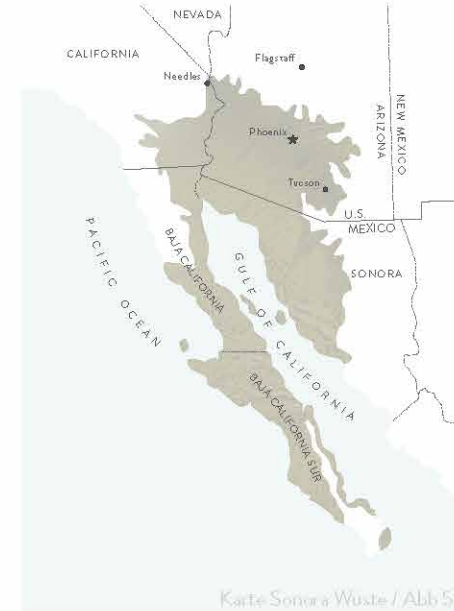 NEVADA
CALIFORNIA
Flagstaff
Needles
NEW MEXICO
ARIZONA
Phoenix
Tucson
U.S.
MEXICO
PACIFIC OCEAN
BAJA CALIFORNIA
GULF OF CALIFORNIA
SONORA
BAJA CALIFORNIA SUR
Karte Sonora Wuste / Abb 5